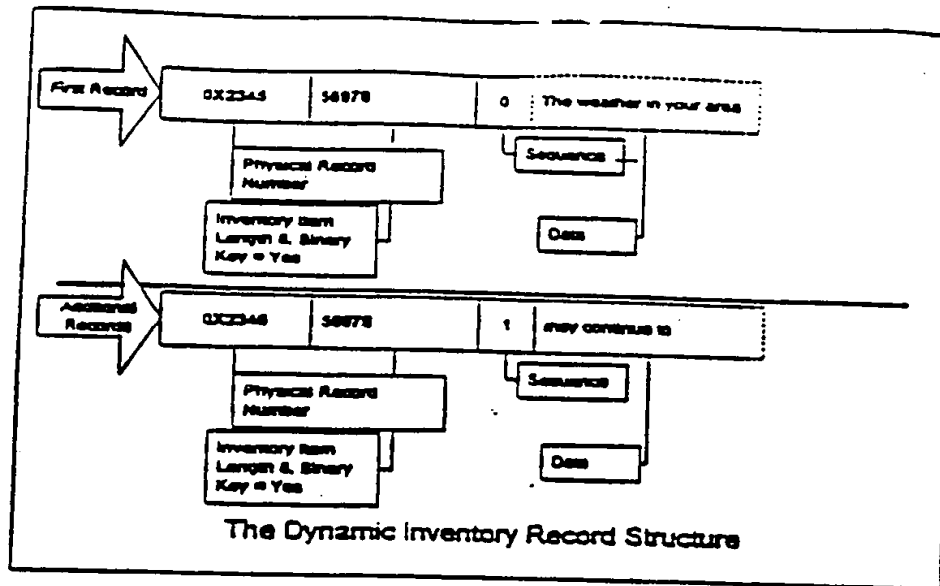 First Record
0X2345
56978
0
The weather in your area
Sequence
Physical Record
Number
Inventory Item
Length & Binary
Key = Yes
Data
Additional
Records
0X2346
1
may continue to
Sequence
Physical Record
Number
Inventory Item
Length & Binary
Key = Yes
Data
The Dynamic Inventory Record Structure